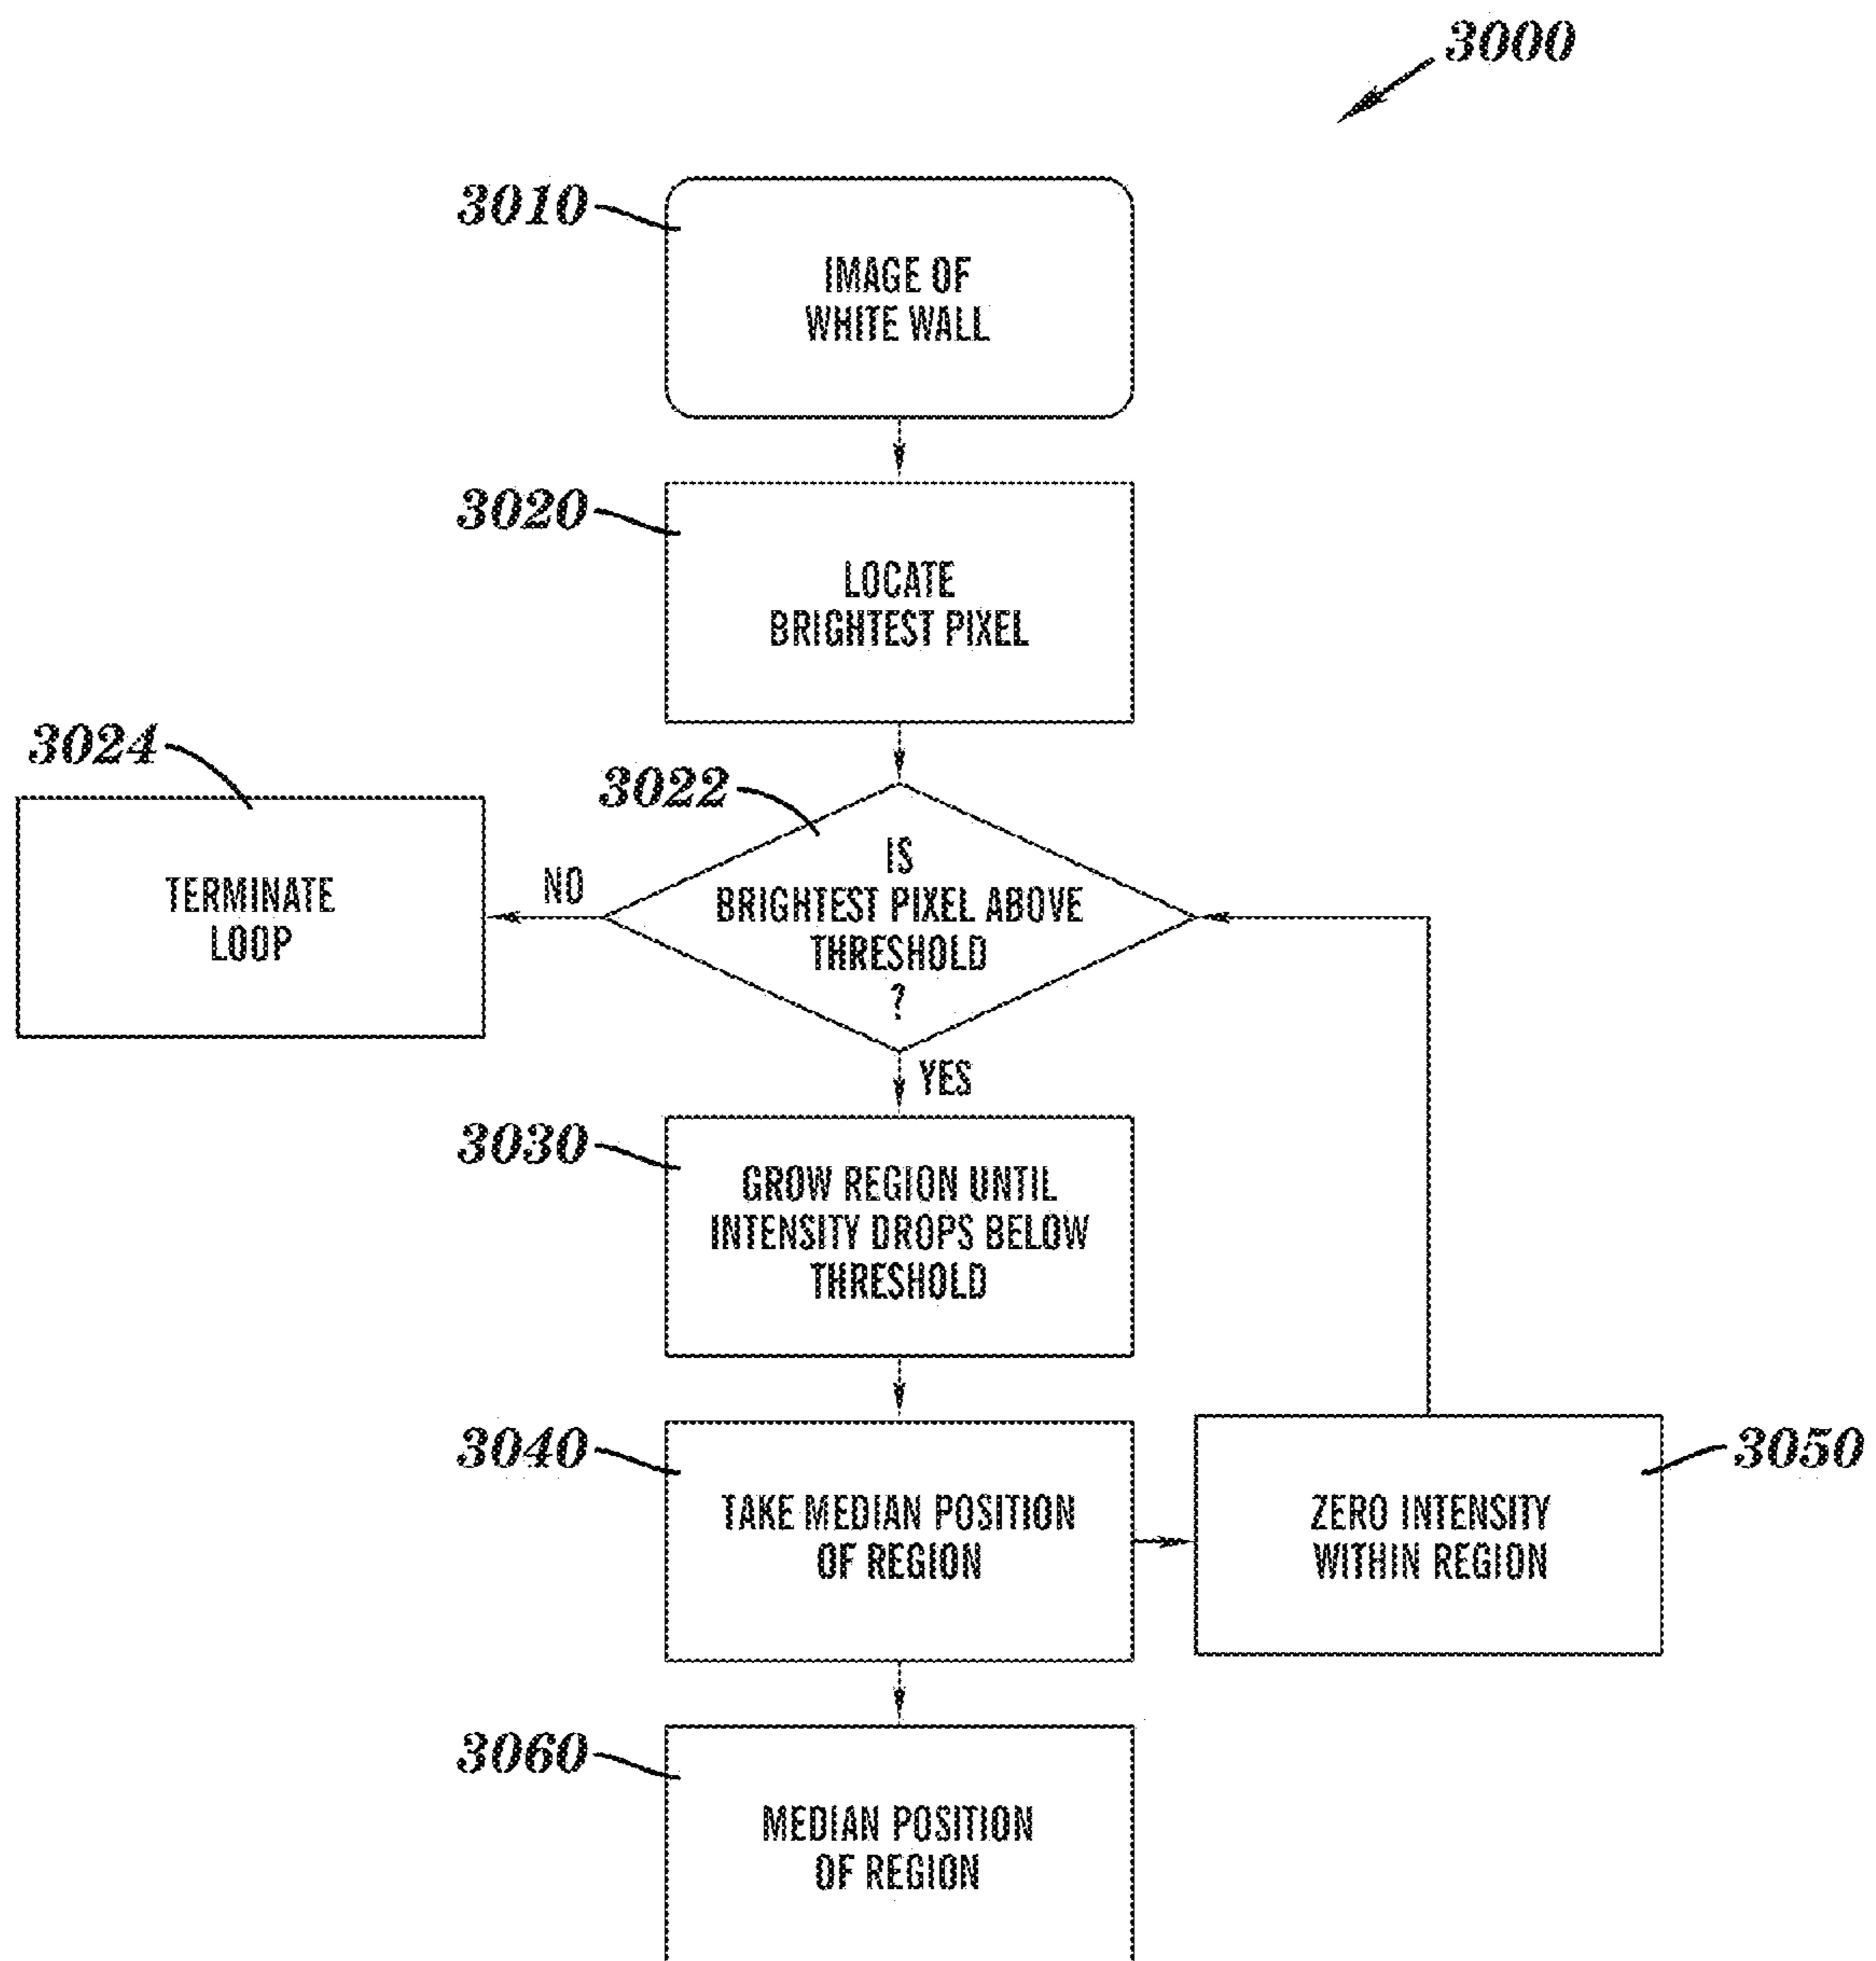 3000
3010
IMAGE OF
WHITE WALL
3020
LOCATE
BRIGHTEST PIXEL
3024
TERMINATE
LOOP
3022
IS
BRIGHTEST PIXEL ABOVE
THRESHOLD
?
NO
YES
3030
GROW REGION UNTIL
INTENSITY DROPS BELOW
THRESHOLD
3040
TAKE MEDIAN POSITION
OF REGION
3050
ZERO INTENSITY
WITHIN REGION
3060
MEDIAN POSITION
OF REGION